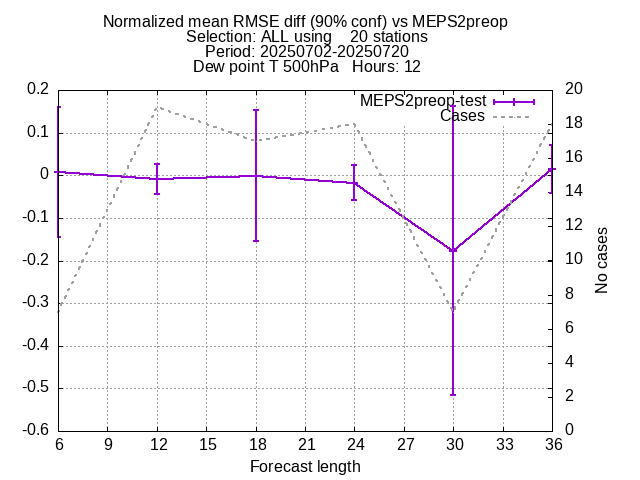 Normalized mean RMSE diff (90% conf) vs MEPS2preop
Selection: ALL using    20 stations
Period: 20250702-20250720
Dew point T 500hPa   Hours: 12
MEPS2preop-test
Cases
0.2
0.1
0
-0.1
-0.2
-0.3
-0.4
-0.5
-0.6
20
18
16
14
12
10
8
6
4
2
0
No cases
6 9 12 15 18 21 24 27 30 33 36
Forecast length